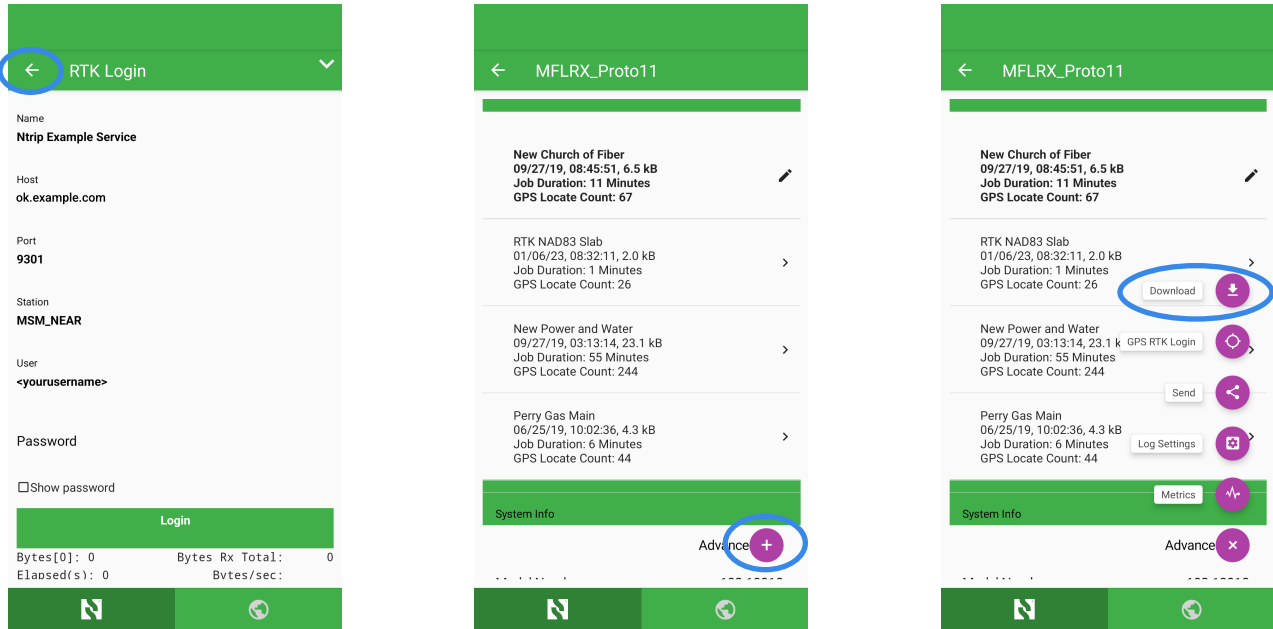 RTK Login
Name
Ntrip Example Service
Host
ok.example.com
Port
9301
Station
MSM_NEAR
User
<yourusername>
Password
Show password
Login
Bytes[0]: 0 Bytes Rx Total: 0
Elapsed(s): 0 Bytes/sec:
MFLRX_Proto11
New Church of Fiber
09/27/19, 08:45:51, 6.5 kB
Job Duration: 11 Minutes
GPS Locate Count: 67
RTK NAD83 Slab
01/06/23, 08:32:11, 2.0 kB
Job Duration: 1 Minutes
GPS Locate Count: 26
New Power and Water
09/27/19, 03:13:14, 23.1 kB
Job Duration: 55 Minutes
GPS Locate Count: 244
Perry Gas Main
06/25/19, 10:02:36, 4.3 kB
Job Duration: 6 Minutes
GPS Locate Count: 44
System Info
Advance
MFLRX_Proto11
New Church of Fiber
09/27/19, 08:45:51, 6.5 kB
Job Duration: 11 Minutes
GPS Locate Count: 67
RTK NAD83 Slab
01/06/23, 08:32:11, 2.0 kB
Job Duration: 1 Minutes
GPS Locate Count: 26
Download
New Power and Water
09/27/19, 03:13:14, 23.1 k
GPS RTK Login
Job Duration: 55 Minutes
GPS Locate Count: 244
Send
Perry Gas Main
06/25/19, 10:02:36, 4.3 kB
Job Duration: 6 Minutes
Log Settings
GPS Locate Count: 44
Metrics
System Info
Advance